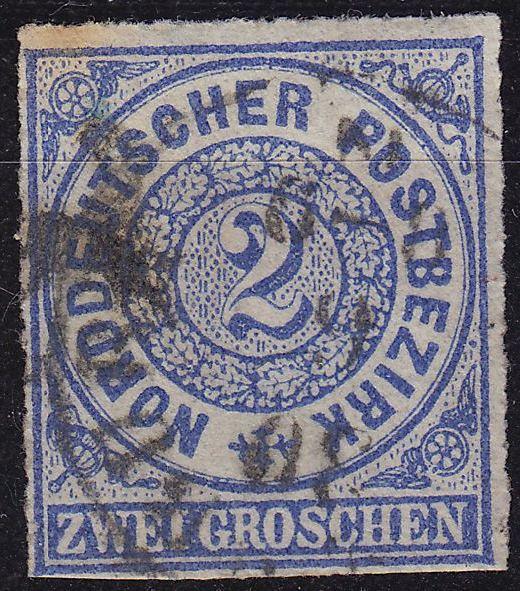 NORDDEUTSCHER POSTBEZIRK
2
ZWEI GROSCHEN